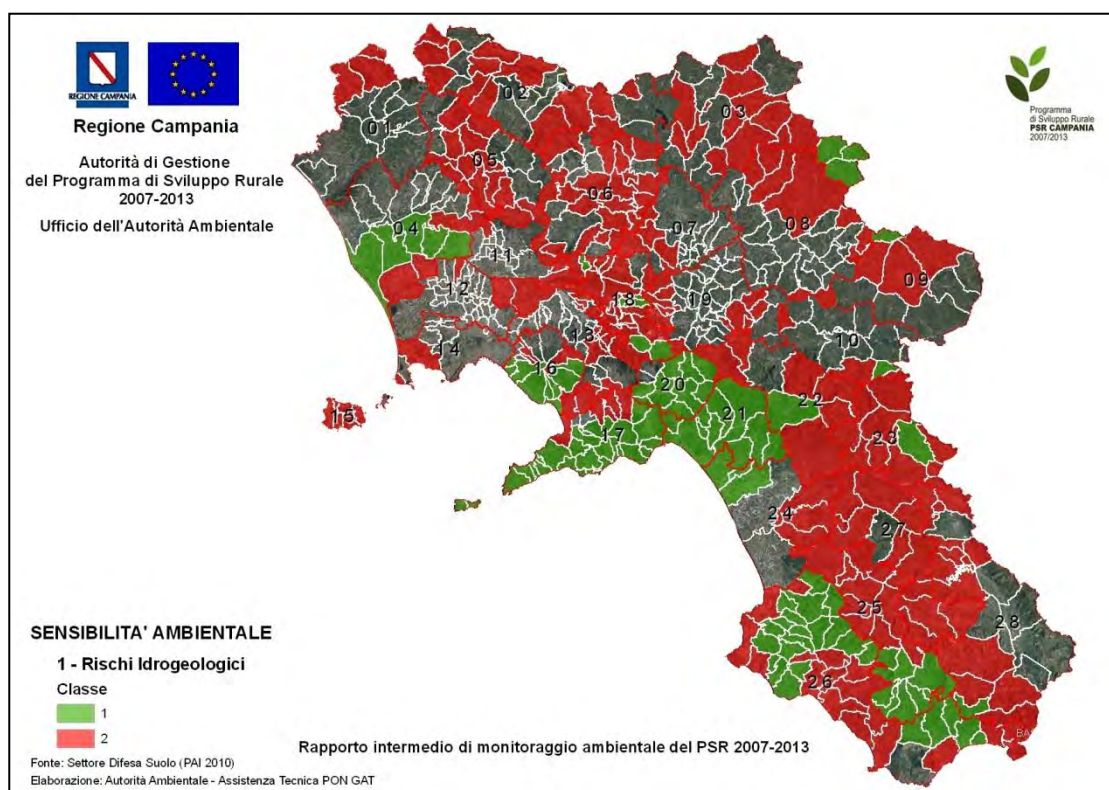 REGIONE CAMPANIA
Regione Campania
Autorità di Gestione
del Programma di Sviluppo Rurale
2007-2013
Ufficio dell'Autorità Ambientale
Programma
di Sviluppo Rurale
PSR CAMPANIA
2007/2013
01
02
03
04
05
06
07
08
09
10
11
12
13
14
15
16
17
18
19
20
21
22
23
24
25
26
27
28
BA
SENSIBILITA' AMBIENTALE
1 - Rischi Idrogeologici
Classe
1
2
Rapporto intermedio di monitoraggio ambientale del PSR 2007-2013
Fonte: Settore Difesa Suolo (PAI 2010)
Elaborazione: Autorità Ambientale - Assistenza Tecnica PON GAT